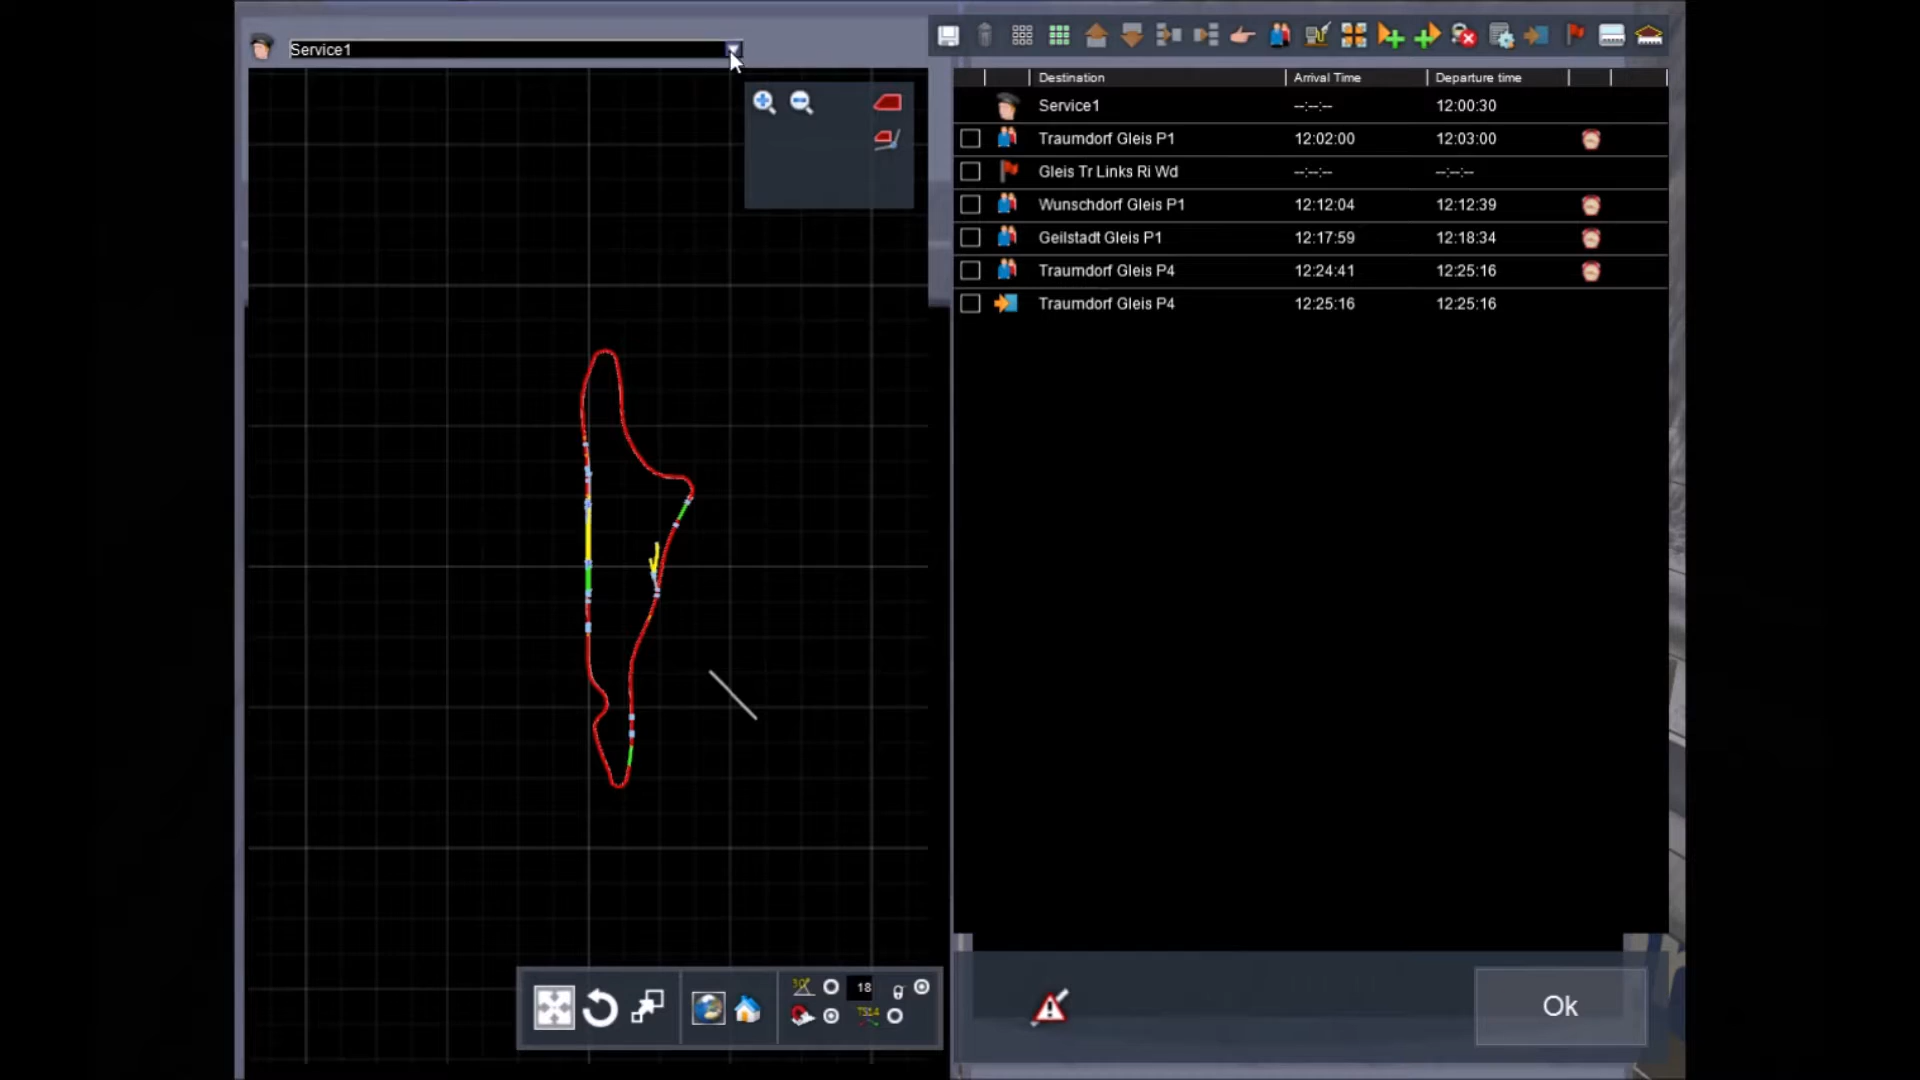 Service1
Destination Arrival Time Departure time
Service1 --:--:-- 12:00:30
Traumdorf Gleis P1 12:02:00 12:03:00
Gleis Tr Links Ri Wd --:--:-- --:--:--
Wunschdorf Gleis P1 12:12:04 12:12:39
Geilstadt Gleis P1 12:17:59 12:18:34
Traumdorf Gleis P4 12:24:41 12:25:16
Traumdorf Gleis P4 12:25:16 12:25:16
30° 18
TS14
Ok